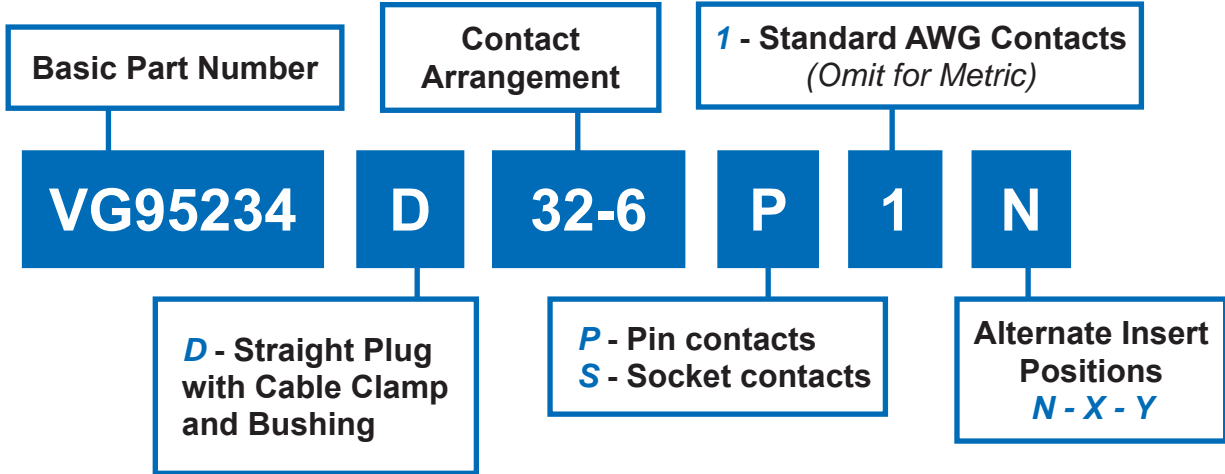 Basic Part Number
Contact
Arrangement
1 - Standard AWG Contacts
(Omit for Metric)
VG95234 D 32-6 P 1 N
D - Straight Plug
with Cable Clamp
and Bushing
P - Pin contacts
S - Socket contacts
Alternate Insert
Positions
N - X - Y